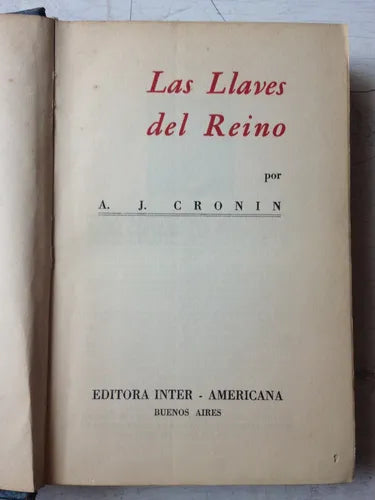 Las Llaves
del Reino
por
A. J. CRONIN
EDITORA INTER - AMERICANA
BUENOS AIRES